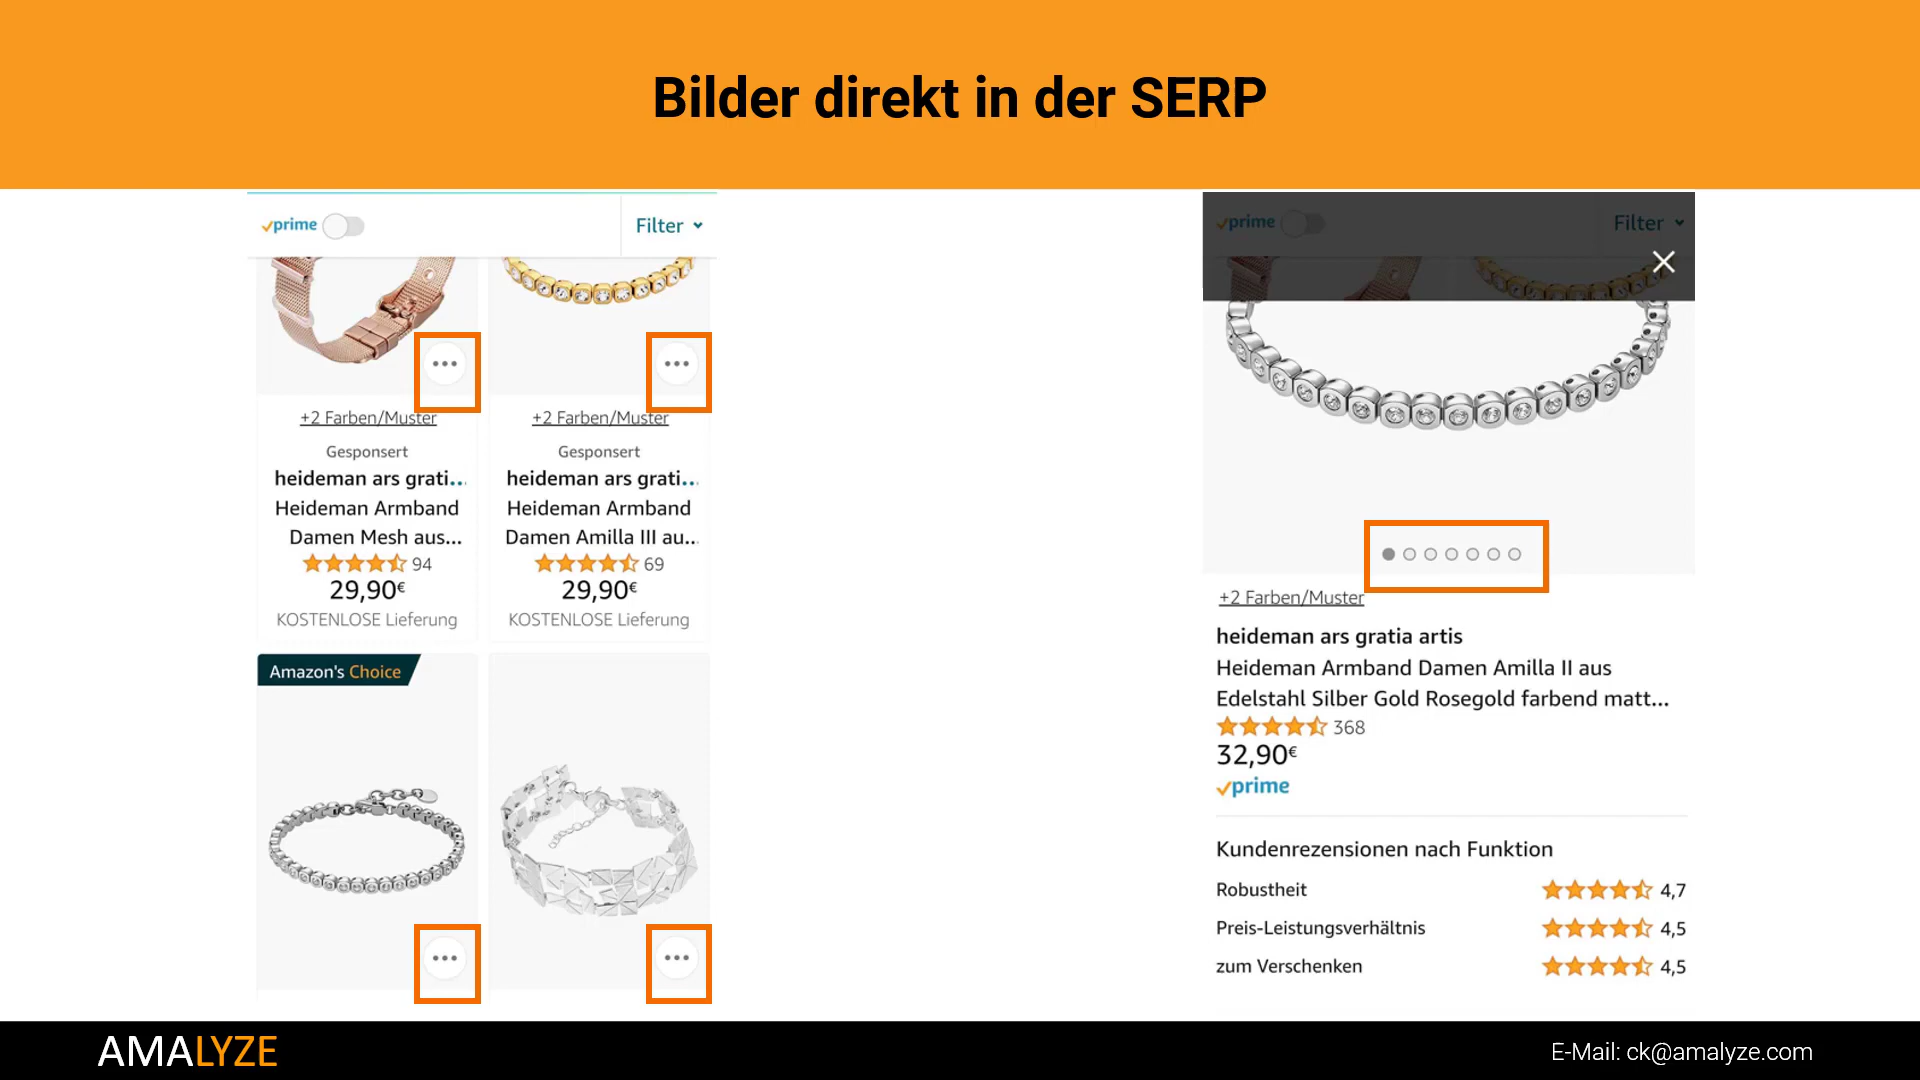 Bilder direkt in der SERP
prime
Filter
+2 Farben/Muster
Gesponsert
heideman ars grati...
Heideman Armband
Damen Mesh aus...
94
29,90€
KOSTENLOSE Lieferung
+2 Farben/Muster
Gesponsert
heideman ars grati...
Heideman Armband
Damen Amilla III au...
69
29,90€
KOSTENLOSE Lieferung
Amazon's Choice
prime
Filter
+2 Farben/Muster
heideman ars gratia artis
Heideman Armband Damen Amilla II aus
Edelstahl Silber Gold Rosegold farbend matt...
368
32,90€
prime
Kundenrezensionen nach Funktion
Robustheit 4,7
Preis-Leistungsverhältnis 4,5
zum Verschenken 4,5
AMALYZE
E-Mail: ck@amalyze.com